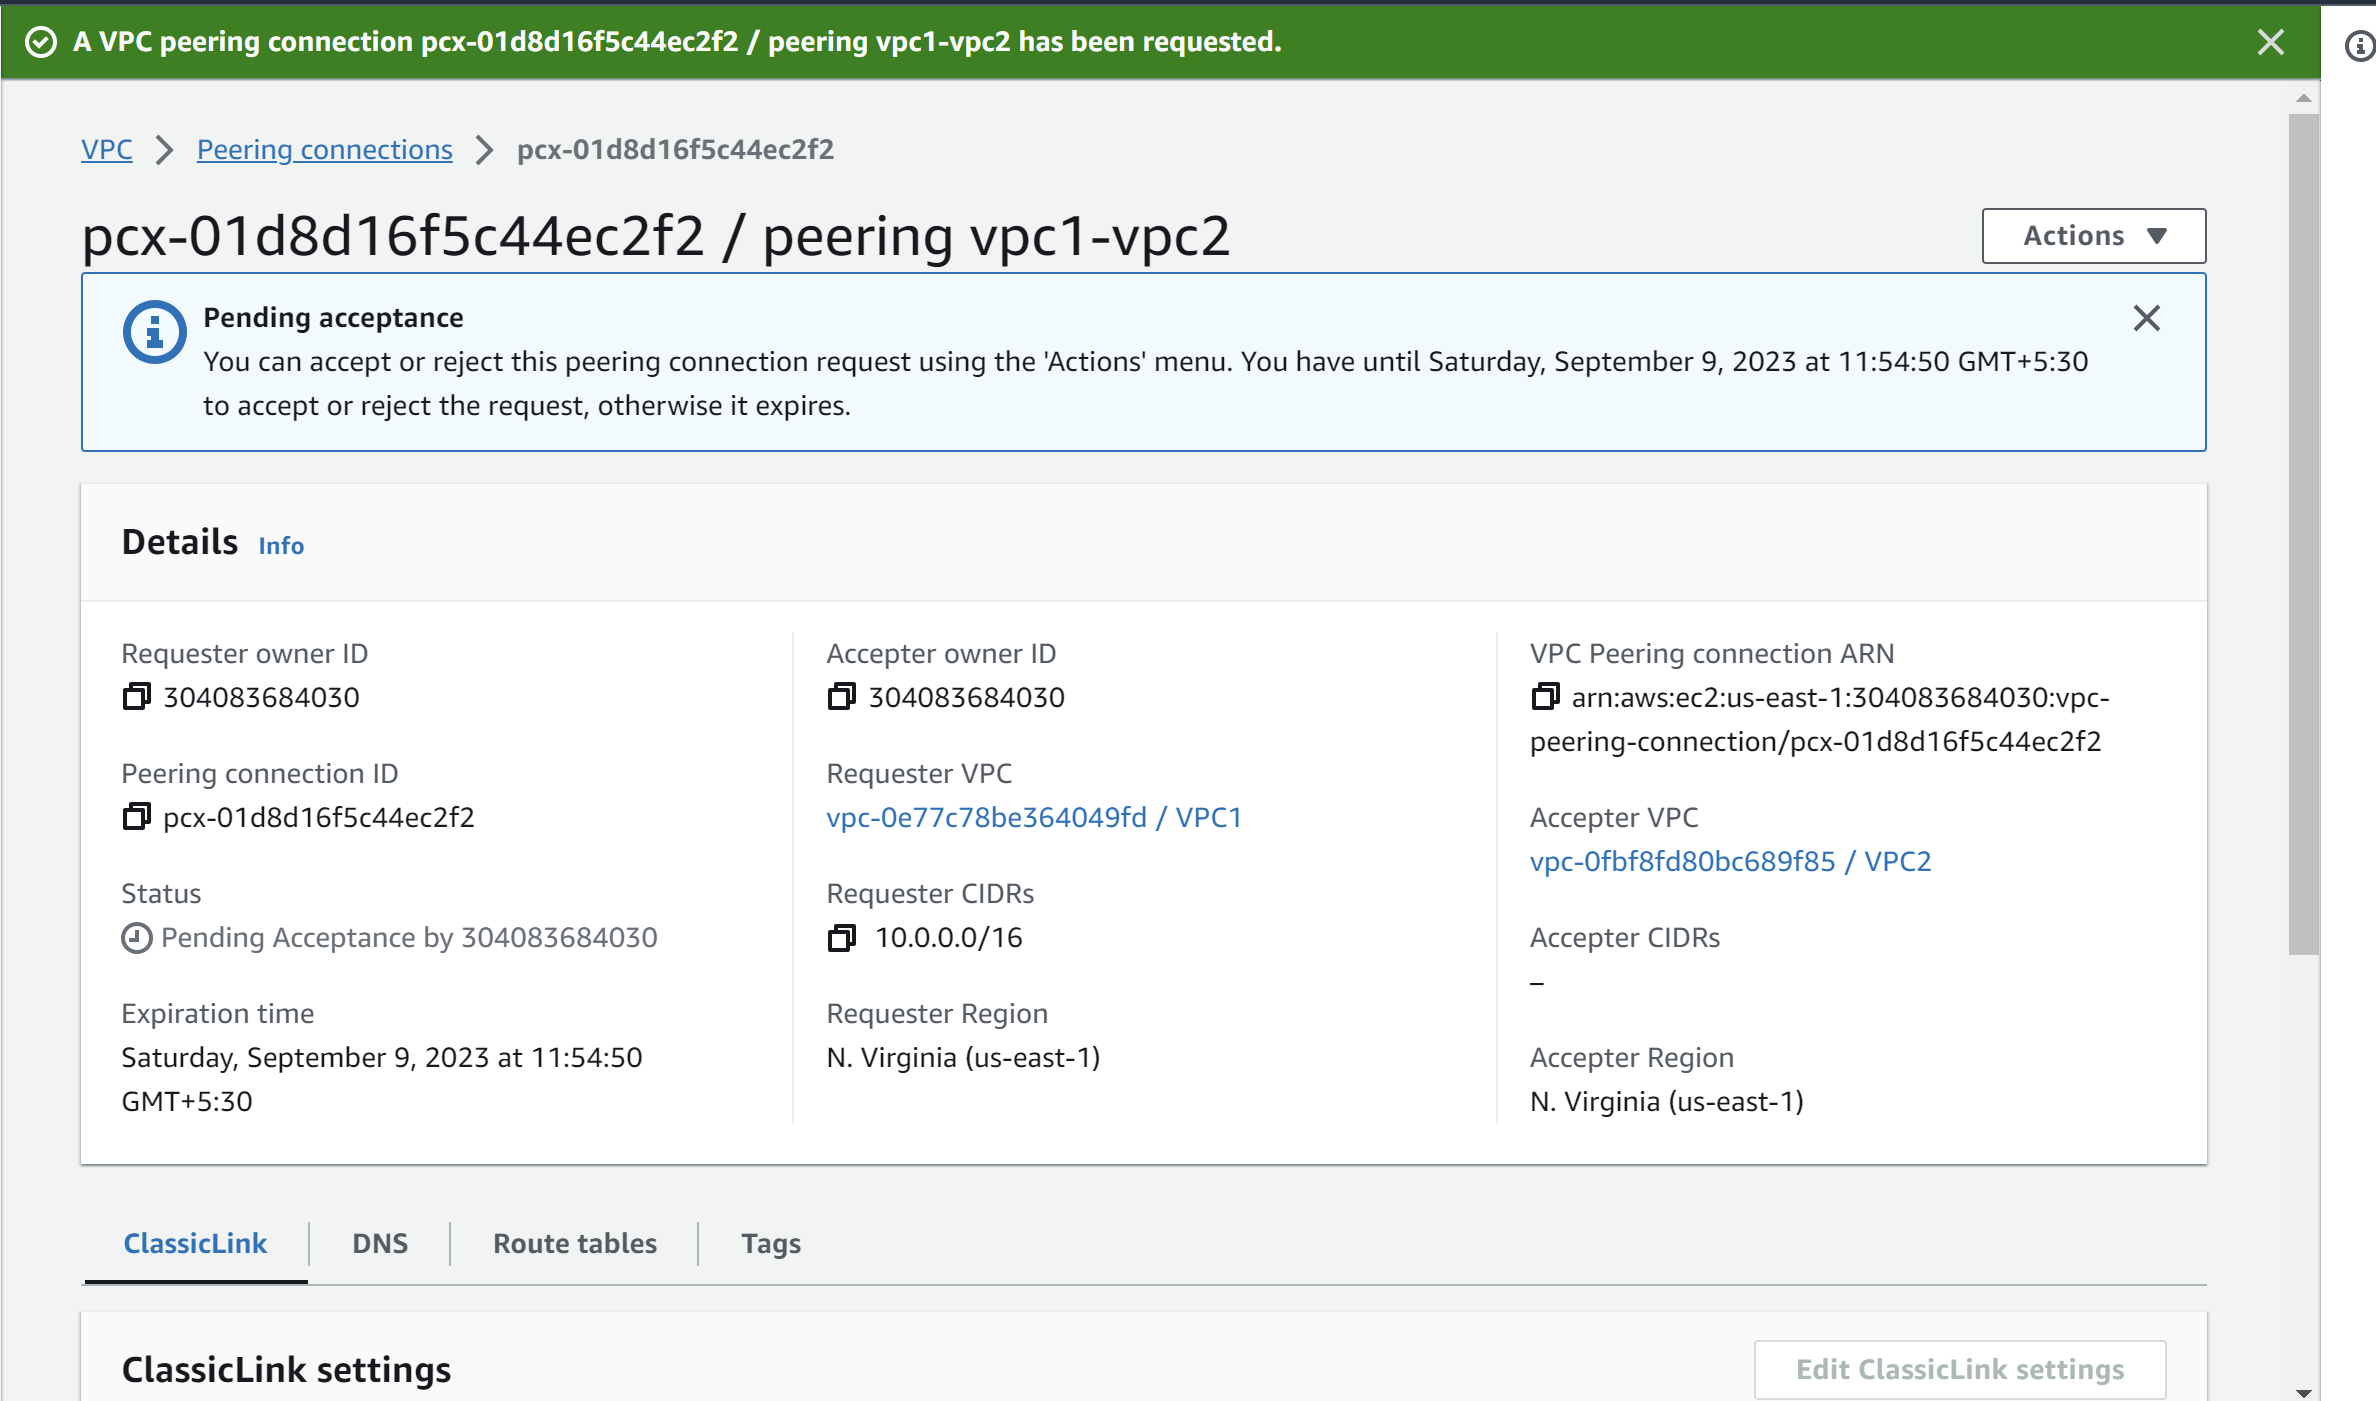 A VPC peering connection pcx-01d8d16f5c44ec2f2 / peering vpc1-vpc2 has been requested.
VPC
Peering connections
pcx-01d8d16f5c44ec2f2
pcx-01d8d16f5c44ec2f2 / peering vpc1-vpc2
Actions
Pending acceptance
You can accept or reject this peering connection request using the 'Actions' menu. You have until Saturday, September 9, 2023 at 11:54:50 GMT+5:30
to accept or reject the request, otherwise it expires.
Details Info
Requester owner ID
304083684030
Peering connection ID
pcx-01d8d16f5c44ec2f2
Status
Pending Acceptance by 304083684030
Expiration time
Saturday, September 9, 2023 at 11:54:50
GMT+5:30
Accepter owner ID
304083684030
Requester VPC
vpc-0e77c78be364049fd / VPC1
Requester CIDRs
10.0.0.0/16
Requester Region
N. Virginia (us-east-1)
VPC Peering connection ARN
arn:aws:ec2:us-east-1:304083684030:vpc-
peering-connection/pcx-01d8d16f5c44ec2f2
Accepter VPC
vpc-0fbf8fd80bc689f85 / VPC2
Accepter CIDRs
–
Accepter Region
N. Virginia (us-east-1)
ClassicLink
DNS
Route tables
Tags
ClassicLink settings
Edit ClassicLink settings